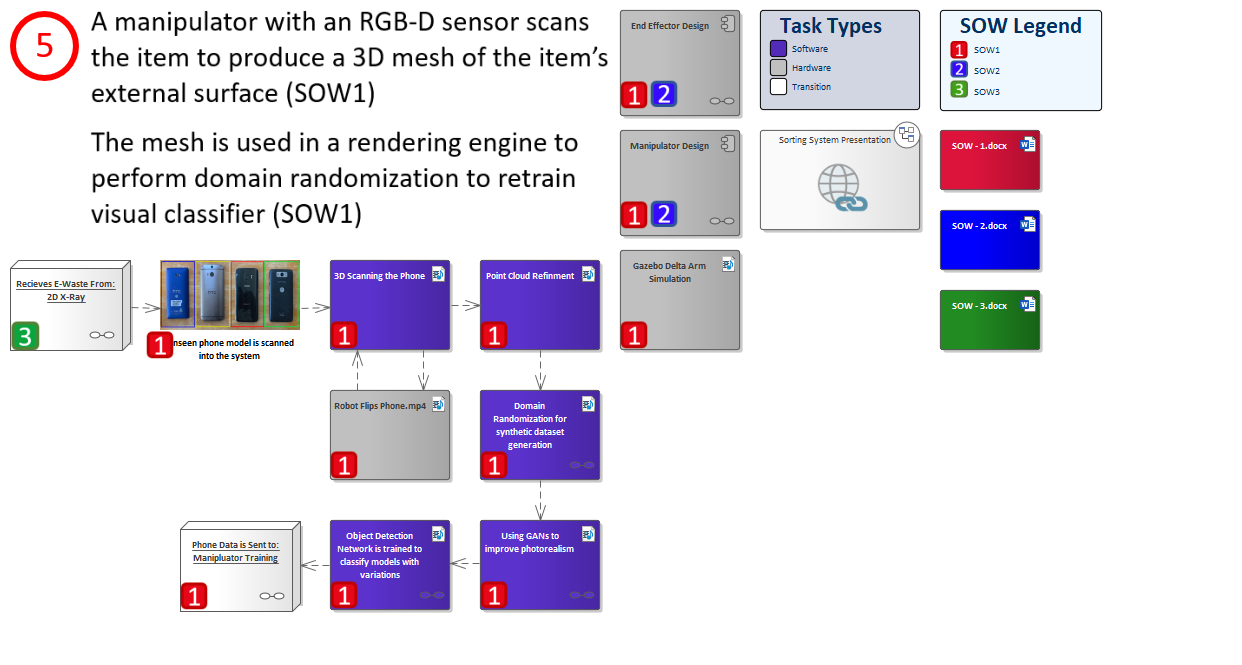 5
A manipulator with an RGB-D sensor scans
the item to produce a 3D mesh of the item's
external surface (SOW1)
The mesh is used in a rendering engine to
perform domain randomization to retrain
visual classifier (SOW1)
End Effector Design
1 2
Task Types
Software
Hardware
Transition
SOW Legend
1 SOW1
2 SOW2
3 SOW3
Manipulator Design
1 2
Sorting System Presentation
SOW - 1.docx
SOW - 2.docx
SOW - 3.docx
Gazebo Delta Arm
Simulation
1
Recieves E-Waste From:
2D X-Ray
3
1
nseen phone model is scanned
into the system
3D Scanning the Phone
1
Point Cloud Refinment
1
Robot Flips Phone.mp4
1
Domain
Randomization for
synthetic dataset
generation
1
Using GANs to
improve photorealism
1
Object Detection
Network is trained to
classify models with
variations
1
Phone Data is Sent to:
Manipluator Training
1